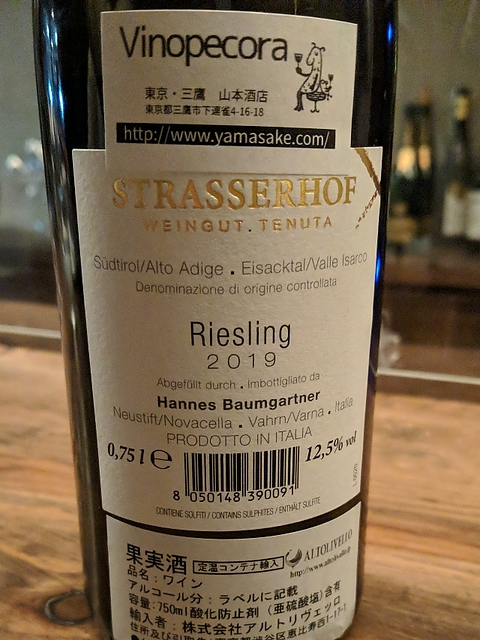 Vinopecora
東京・三鷹 山本酒店
東京都三鷹市下連雀4-16-18
http://www.yamasake.com/
STRASSERHOF
WEINGUT . TENUTA
Südtirol/Alto Adige . Eisacktal/Valle Isarco
Denominazione di origine controllata
Riesling
2019
Abgefüllt durch . imbottigliato da
Hannes Baumgartner
Neustift/Novacella . Vahrn/Varna . Italia
PRODOTTO IN ITALIA
0,75 l e
12,5% vol
8 050148 390091
CONTIENE SOLFITI / CONTAINS SULPHITES / ENTHÄLT SULFITE
果実酒 定温コンテナ輸入 ALTOLIVELLO
http://www.altolivello.jp
品名：ワイン
アルコール分：ラベルに記載
容量：750ml 酸化防止剤（亜硫酸塩）含有
輸入者：株式会社アルトリヴェッロ